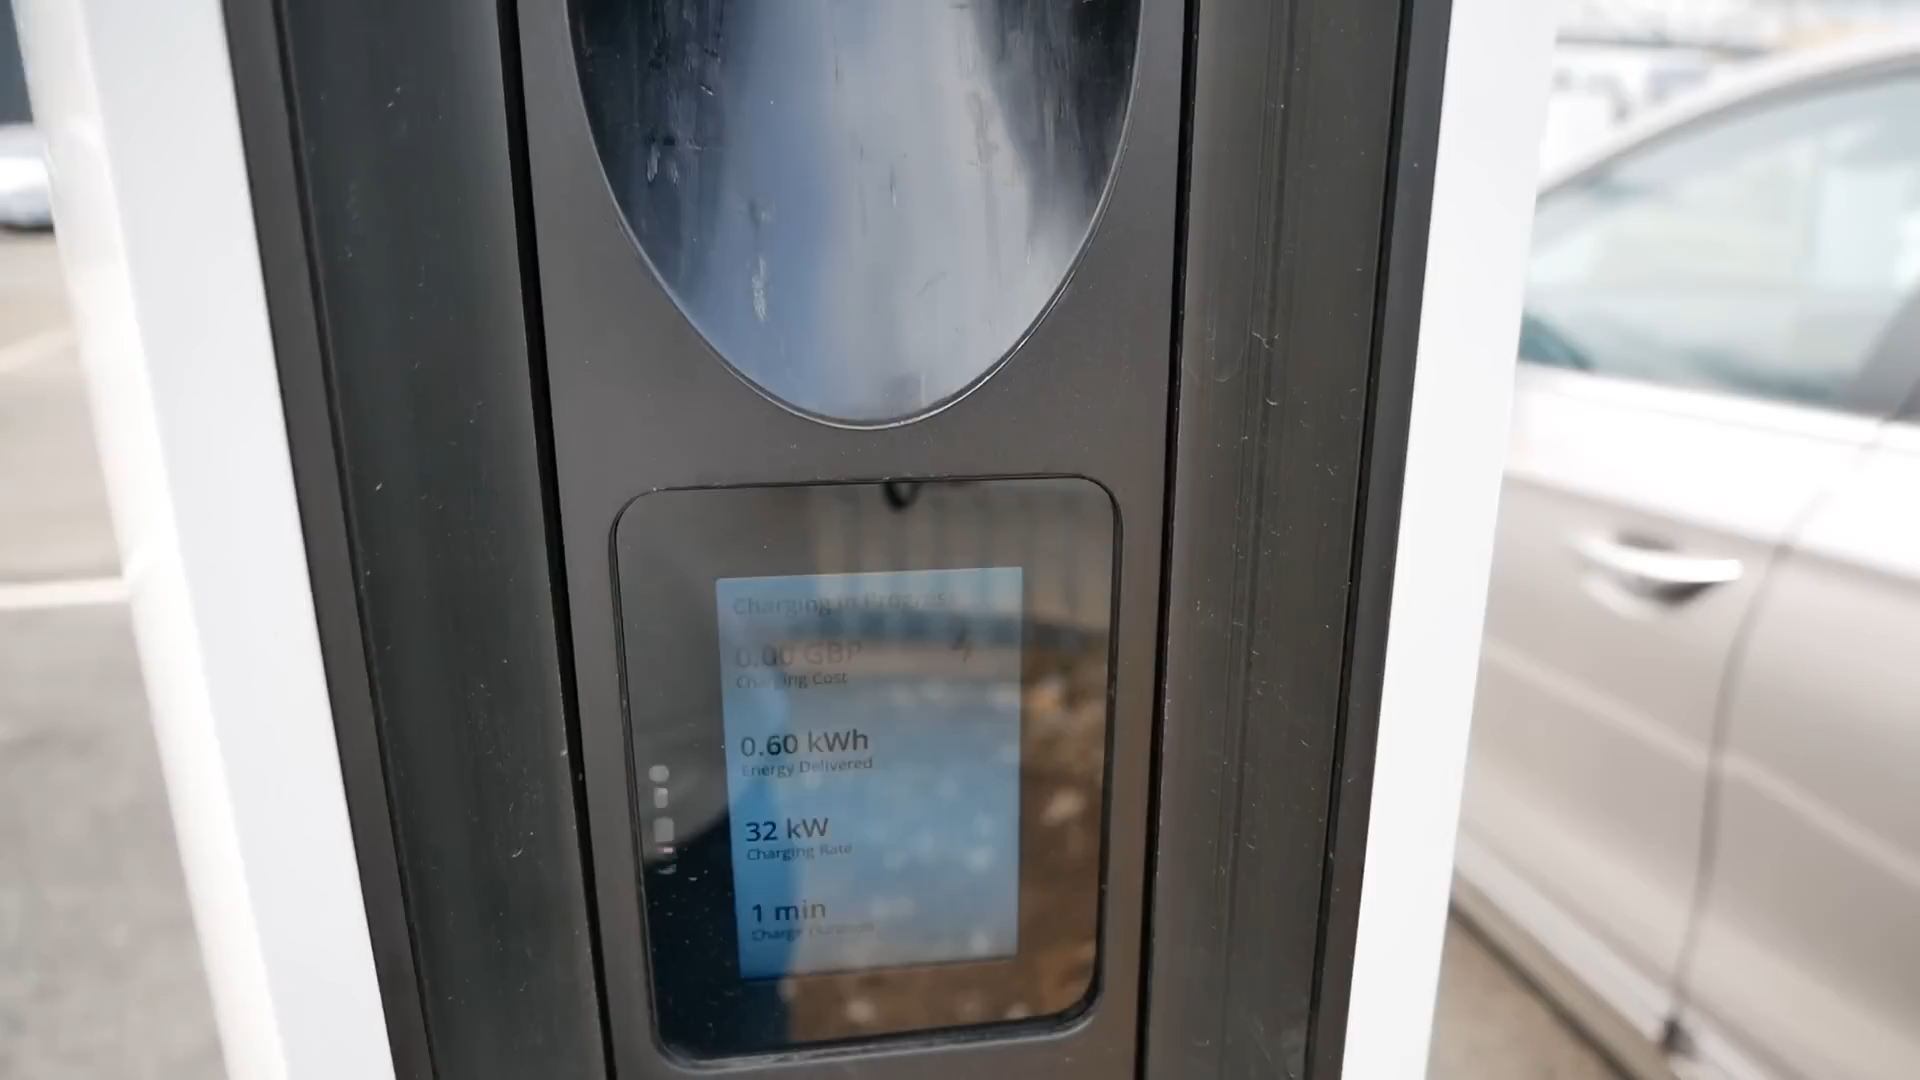 Charging in Progress
0.00 GBP
Charging Cost
0.60 kWh
Energy Delivered
32 kW
Charging Rate
1 min
Charge Duration